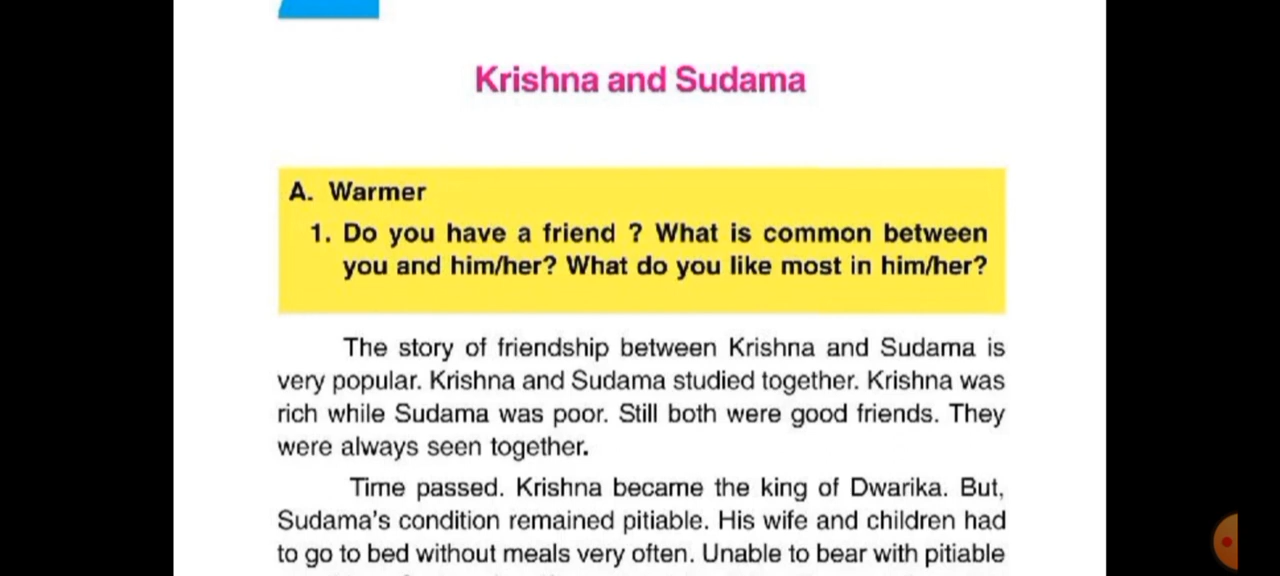 Krishna and Sudama
A. Warmer
1. Do you have a friend ? What is common between
you and him/her? What do you like most in him/her?
The story of friendship between Krishna and Sudama is
very popular. Krishna and Sudama studied together. Krishna was
rich while Sudama was poor. Still both were good friends. They
were always seen together.
Time passed. Krishna became the king of Dwarika. But,
Sudama's condition remained pitiable. His wife and children had
to go to bed without meals very often. Unable to bear with pitiable